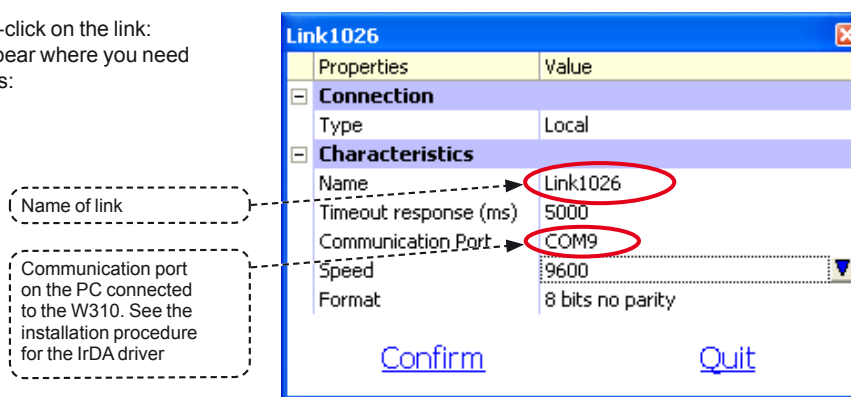 -click on the link:
pear where you need
s:
Name of link
Communication port
on the PC connected
to the W310. See the
installation procedure
for the IrDA driver
Link1026
Properties Value
Connection
Type Local
Characteristics
Name Link1026
Timeout response (ms) 5000
Communication Port COM9
Speed 9600
Format 8 bits no parity
Confirm Quit